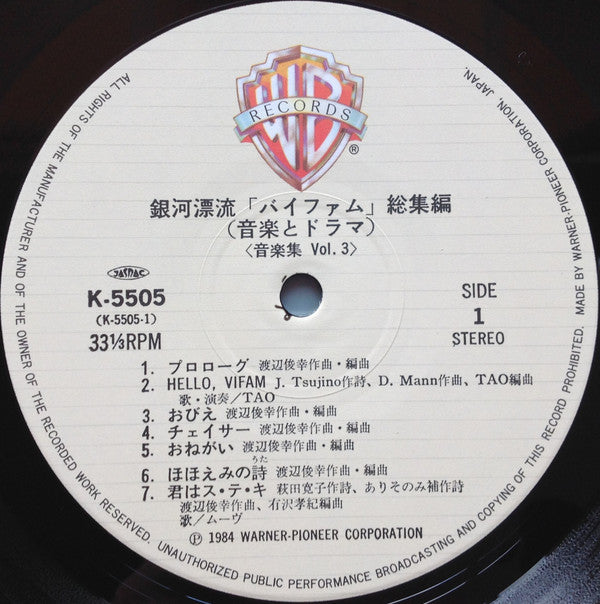 WB
RECORDS
®
銀河漂流「バイファム」総集編
(音楽とドラマ)
〈音楽集 Vol.3〉
JASRAC
K-5505
(K-5505-1)
33⅓RPM
SIDE
1
STEREO
1. プロローグ 渡辺俊幸作曲・編曲
2. HELLO, VIFAM J. Tsujino作詩、D. Mann作曲、TAO編曲
歌・演奏/TAO
3. おびえ 渡辺俊幸作曲・編曲
4. チェイサー 渡辺俊幸作曲・編曲
5. おねがい 渡辺俊幸作曲・編曲
うた
6. ほほえみの詩 渡辺俊幸作曲・編曲
7. 君はス・テ・キ 萩田寛子作詩、ありそのみ補作詩
渡辺俊幸作曲、右沢孝紀編曲
歌/ムーヴ
Ⓟ 1984 WARNER-PIONEER CORPORATION
ALL RIGHTS OF THE MANUFACTURER AND OF THE OWNER OF THE RECORDED WORK RESERVED. UNAUTHORIZED PUBLIC PERFORMANCE BROADCASTING AND COPYING OF THIS RECORD PROHIBITED. MADE BY WARNER-PIONEER CORPORATION, JAPAN.